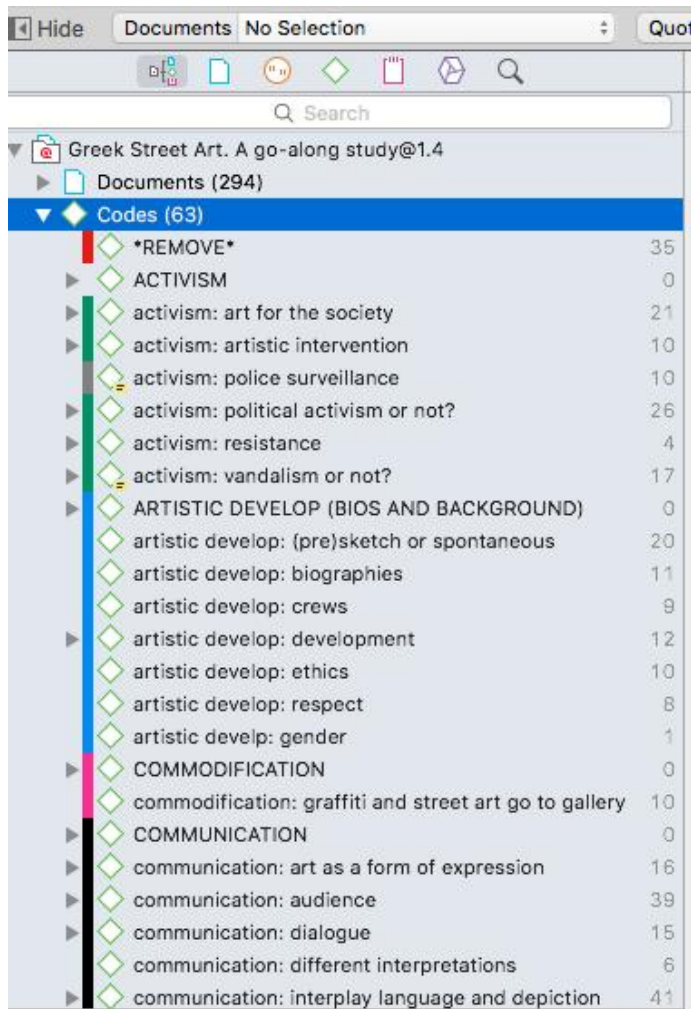 Hide Documents No Selection Quot
Search
Greek Street Art. A go-along study@1.4
Documents (294)
Codes (63)
*REMOVE* 35
ACTIVISM 0
activism: art for the society 21
activism: artistic intervention 10
activism: police surveillance 10
activism: political activism or not? 26
activism: resistance 4
activism: vandalism or not? 17
ARTISTIC DEVELOP (BIOS AND BACKGROUND) 0
artistic develop: (pre)sketch or spontaneous 20
artistic develop: biographies 11
artistic develop: crews 9
artistic develop: development 12
artistic develop: ethics 10
artistic develop: respect 8
artistic develp: gender 1
COMMODIFICATION 0
commodification: graffiti and street art go to gallery 10
COMMUNICATION 0
communication: art as a form of expression 16
communication: audience 39
communication: dialogue 15
communication: different interpretations 6
communication: interplay language and depiction 41